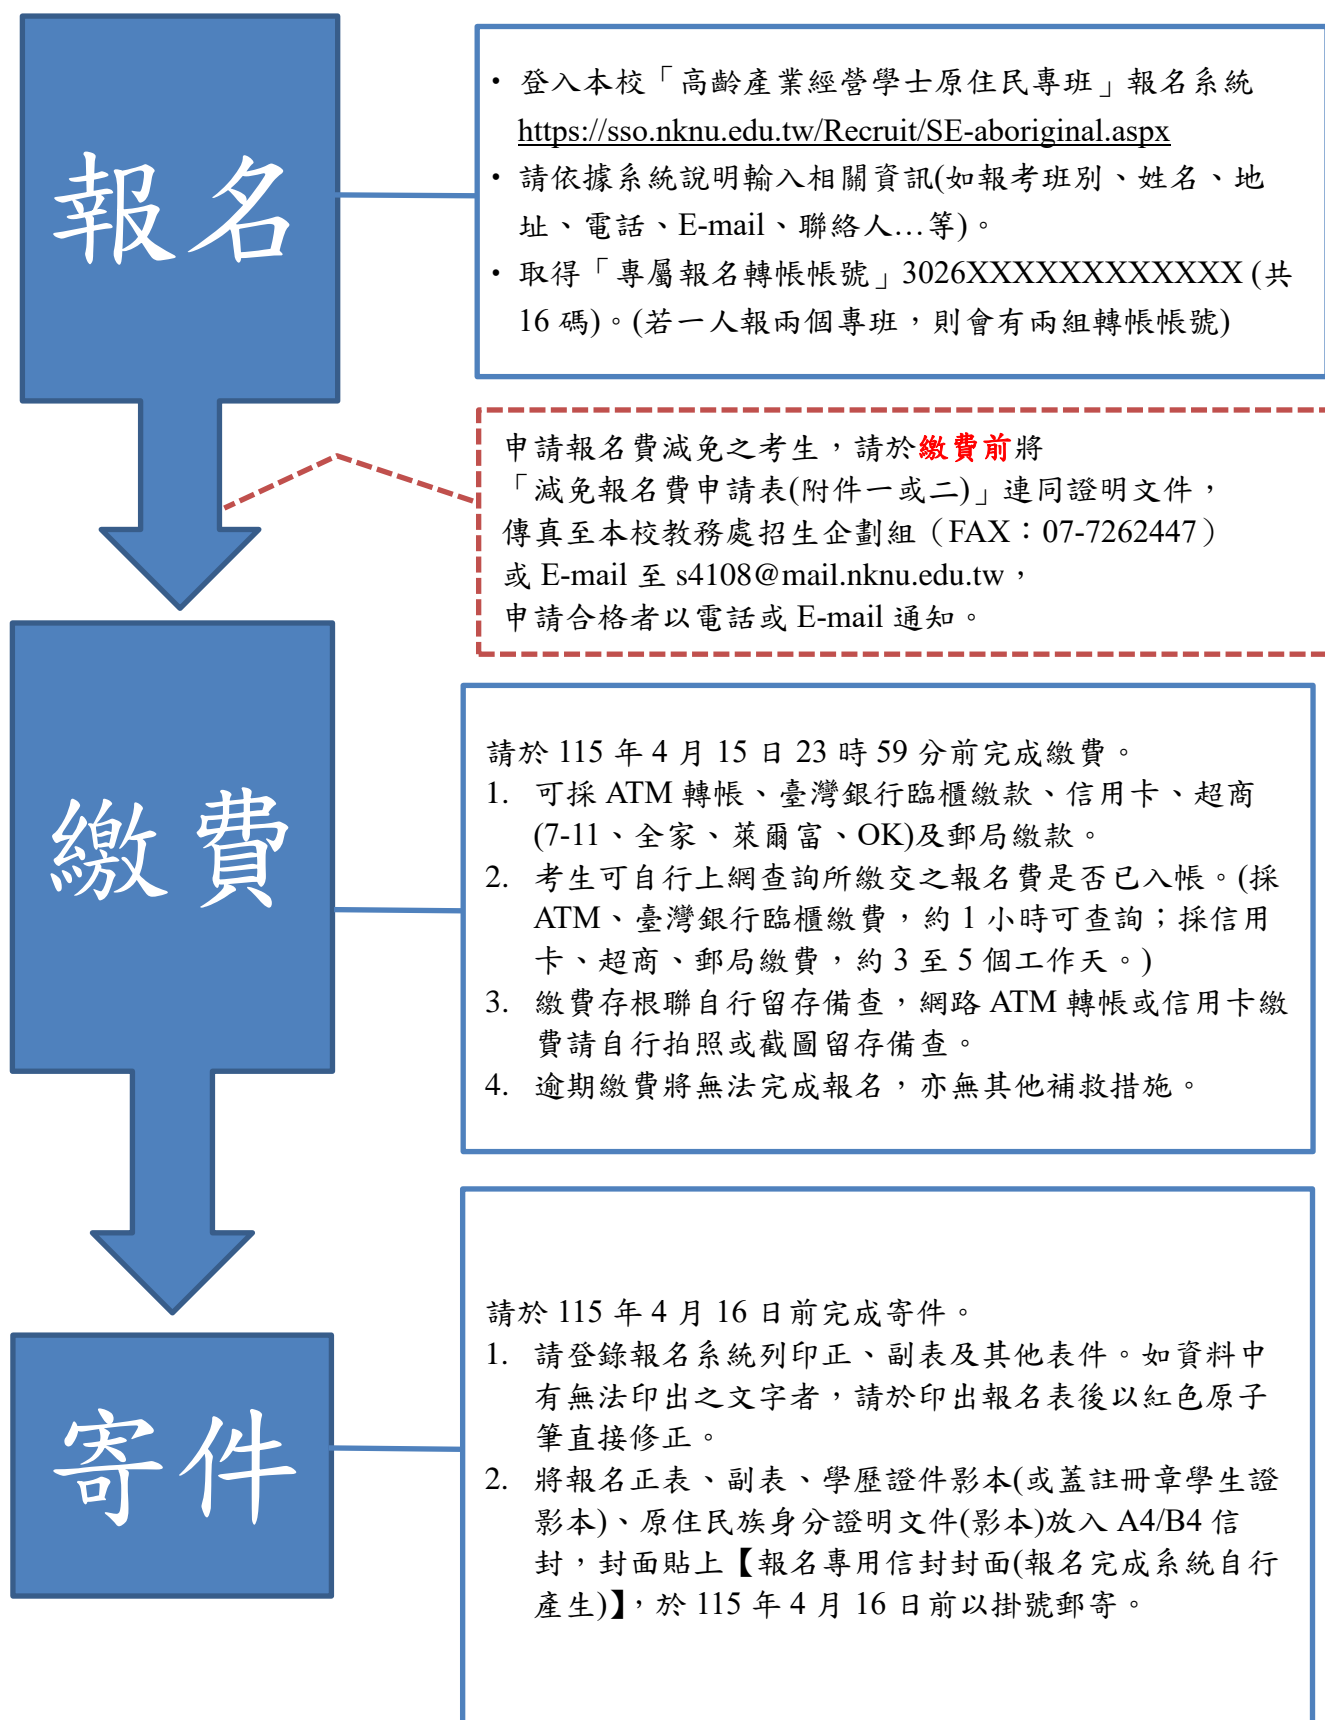 報名
・登入本校「高齡產業經營學士原住民專班」報名系統
https://sso.nknu.edu.tw/Recruit/SE-aboriginal.aspx
・請依據系統說明輸入相關資訊(如報考班別、姓名、地
址、電話、E-mail、聯絡人…等)。
・取得「專屬報名轉帳帳號」3026XXXXXXXXXXXX (共
16 碼)。(若一人報兩個專班，則會有兩組轉帳帳號)
申請報名費減免之考生，請於繳費前將
「減免報名費申請表(附件一或二)」連同證明文件，
傳真至本校教務處招生企劃組（FAX：07-7262447）
或 E-mail 至 s4108@mail.nknu.edu.tw，
申請合格者以電話或 E-mail 通知。
繳費
請於 115 年 4 月 15 日 23 時 59 分前完成繳費。
1. 可採 ATM 轉帳、臺灣銀行臨櫃繳款、信用卡、超商
(7-11、全家、萊爾富、OK)及郵局繳款。
2. 考生可自行上網查詢所繳交之報名費是否已入帳。(採
ATM、臺灣銀行臨櫃繳費，約 1 小時可查詢；採信用
卡、超商、郵局繳費，約 3 至 5 個工作天。)
3. 繳費存根聯自行留存備查，網路 ATM 轉帳或信用卡繳
費請自行拍照或截圖留存備查。
4. 逾期繳費將無法完成報名，亦無其他補救措施。
寄件
請於 115 年 4 月 16 日前完成寄件。
1. 請登錄報名系統列印正、副表及其他表件。如資料中
有無法印出之文字者，請於印出報名表後以紅色原子
筆直接修正。
2. 將報名正表、副表、學歷證件影本(或蓋註冊章學生證
影本)、原住民族身分證明文件(影本)放入 A4/B4 信
封，封面貼上【報名專用信封封面(報名完成系統自行
產生)】，於 115 年 4 月 16 日前以掛號郵寄。